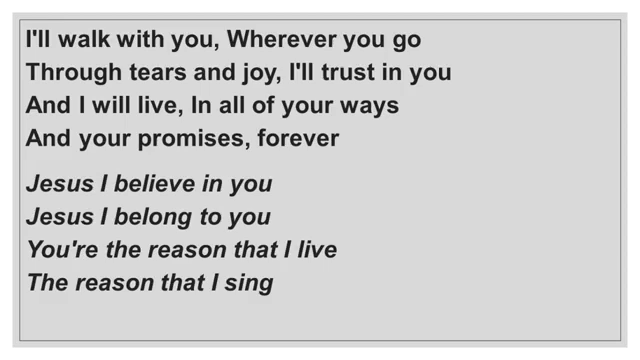 I'll walk with you, Wherever you go
Through tears and joy, I'll trust in you
And I will live, In all of your ways
And your promises, forever
Jesus I believe in you
Jesus I belong to you
You're the reason that I live
The reason that I sing